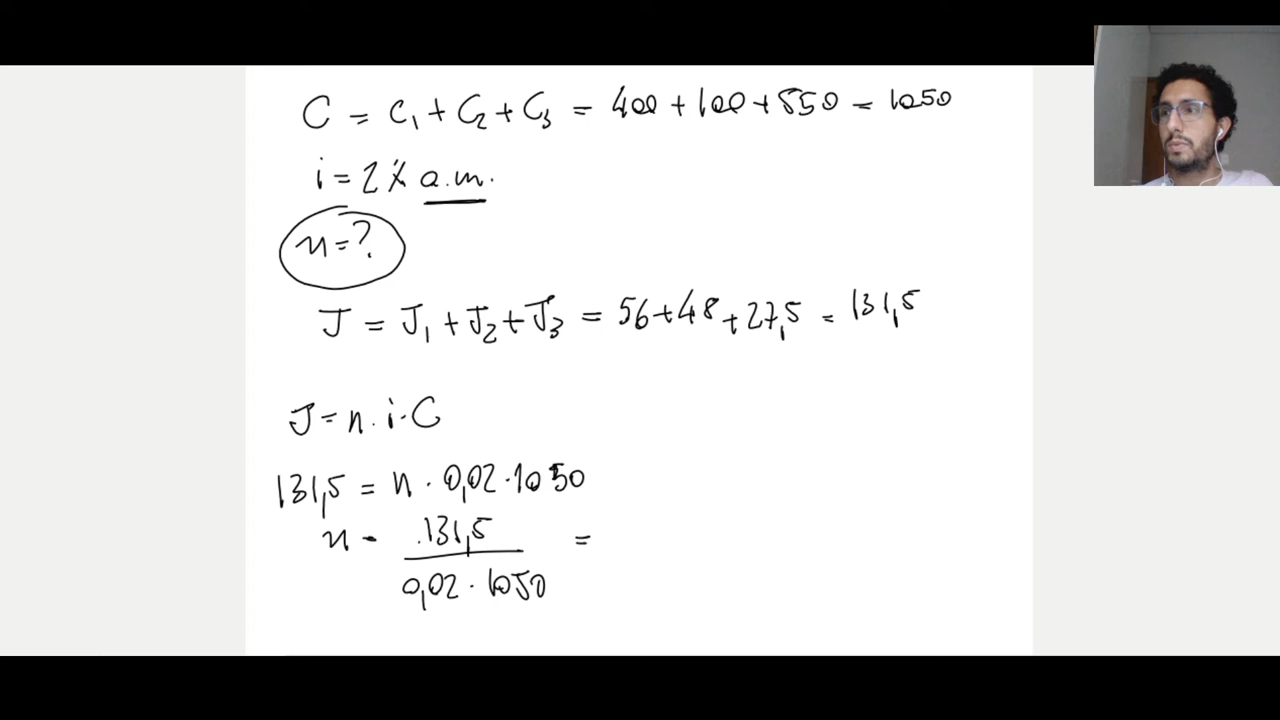 C = C₁ + C₂ + C₃ = 400 + 100 + 550 = 1050
i = 2% a.m.
n = ?
J = J₁ + J₂ + J₃ = 56 + 48 + 27,5 = 131,5
J = n . i . C
131,5 = n . 0,02 . 1050
n = 131,5 / 0,02 . 1050 =